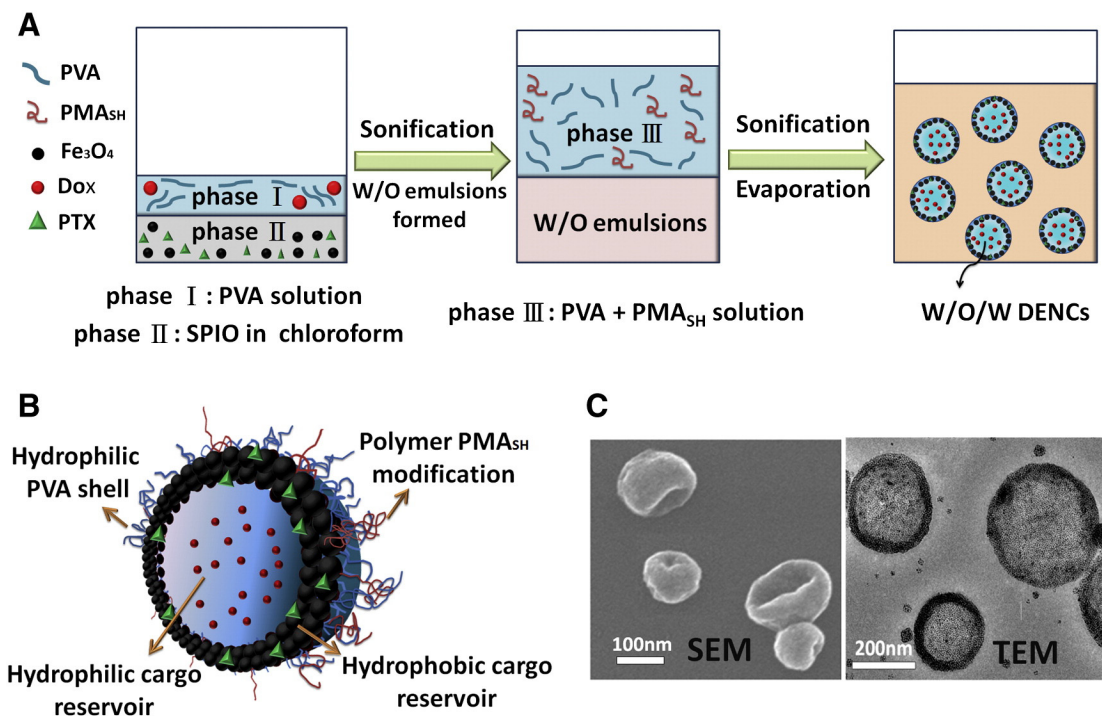 A
PVA
PMASH
Fe3O4
Dox
PTX
phase Ⅰ
phase Ⅱ
phase Ⅰ : PVA solution
phase Ⅱ : SPIO in chloroform
Sonification
W/O emulsions
formed
phase Ⅲ
W/O emulsions
phase Ⅲ : PVA + PMASH solution
Sonification
Evaporation
W/O/W DENCs
B
Hydrophilic
PVA shell
Polymer PMASH
modification
Hydrophilic cargo
reservoir
Hydrophobic cargo
reservoir
C
100nm
SEM
200nm
TEM